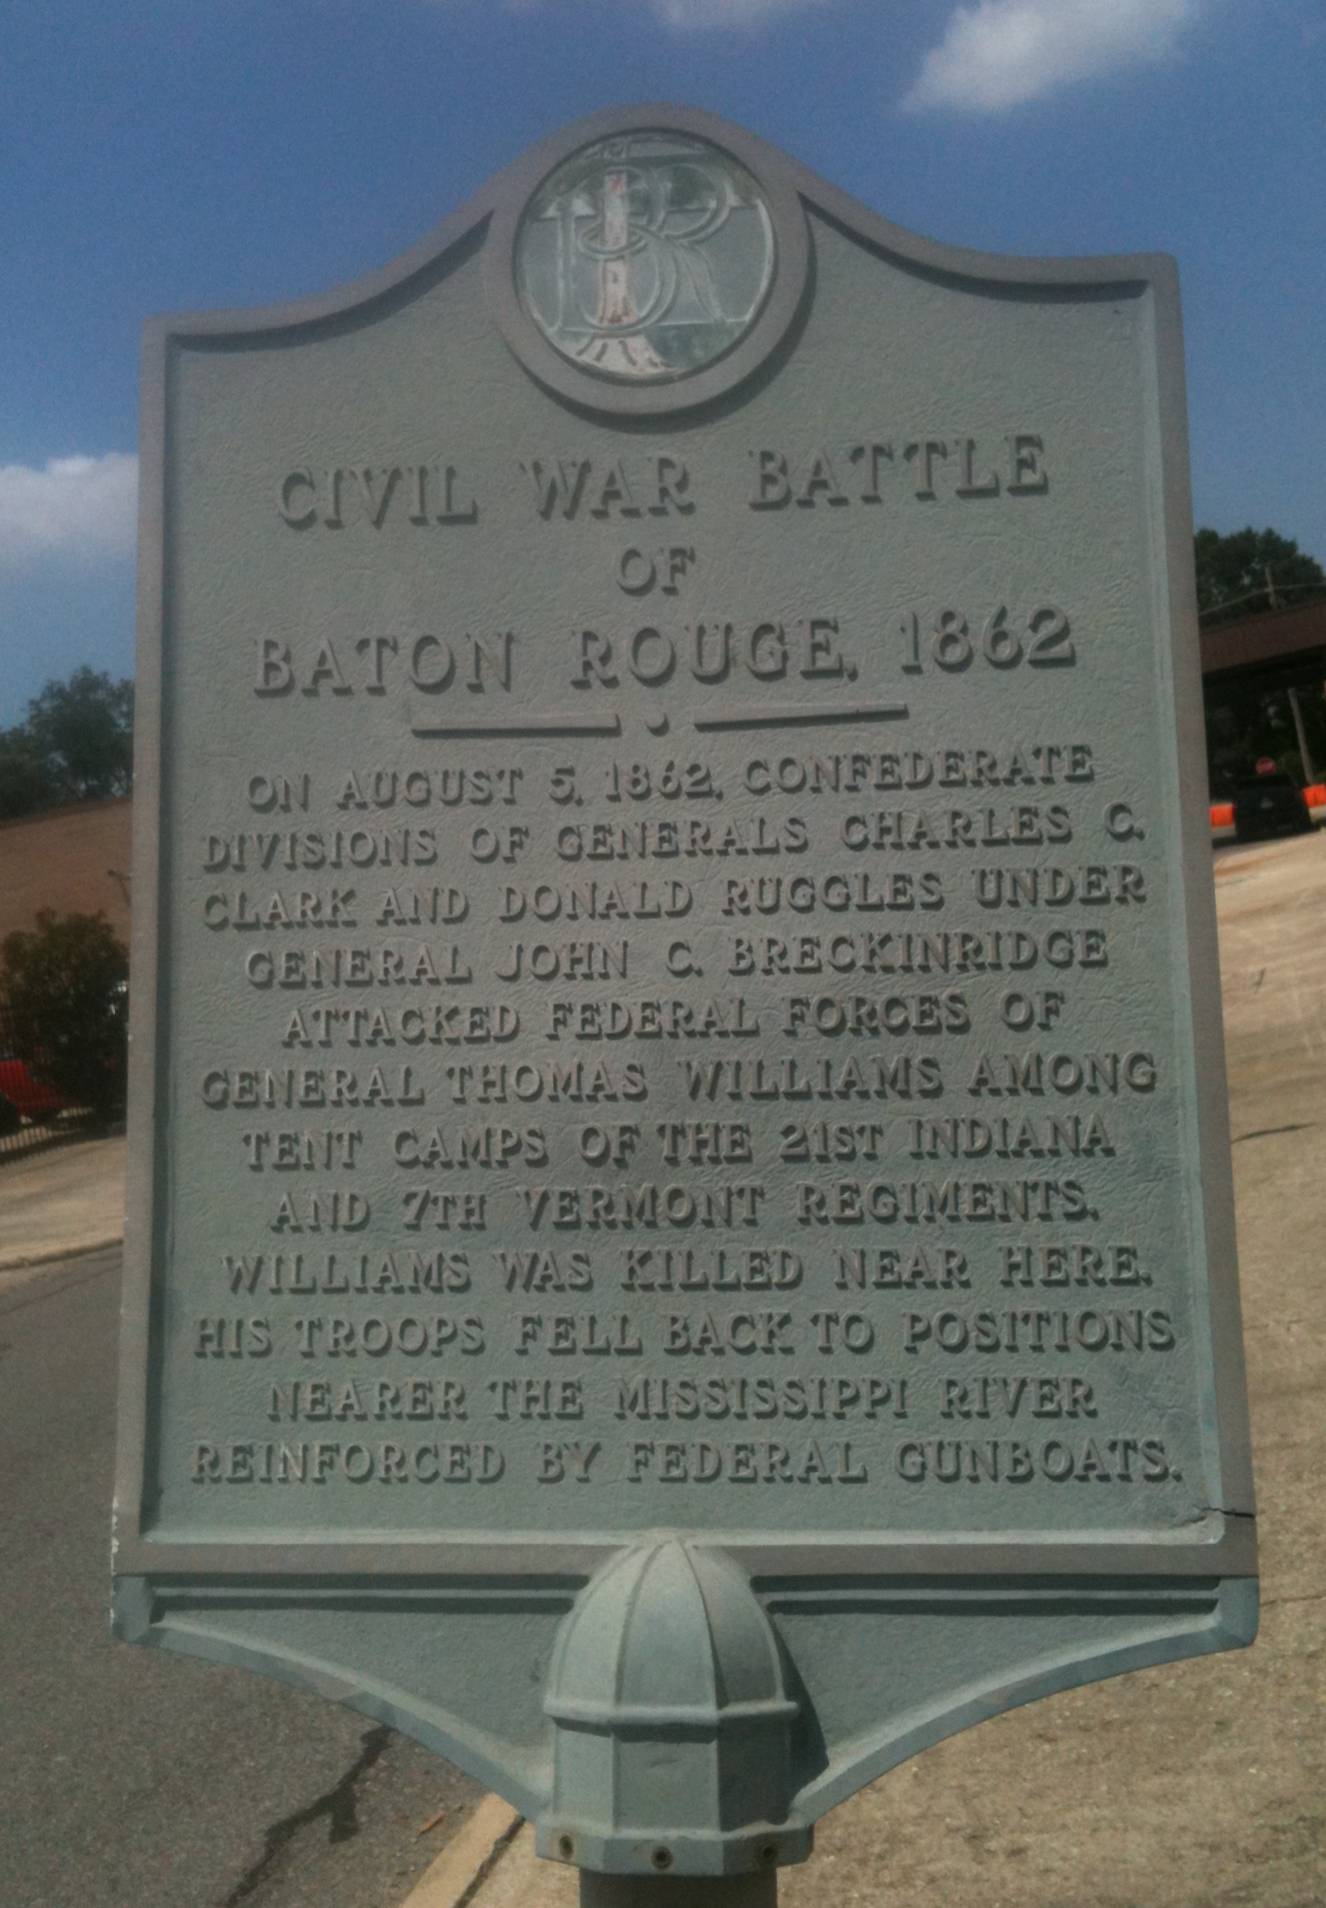 BR
CIVIL WAR BATTLE
OF
BATON ROUGE, 1862
ON AUGUST 5, 1862, CONFEDERATE
DIVISIONS OF GENERALS CHARLES C.
CLARK AND DONALD RUGGLES UNDER
GENERAL JOHN C. BRECKINRIDGE
ATTACKED FEDERAL FORCES OF
GENERAL THOMAS WILLIAMS AMONG
TENT CAMPS OF THE 21ST INDIANA
AND 7TH VERMONT REGIMENTS.
WILLIAMS WAS KILLED NEAR HERE.
HIS TROOPS FELL BACK TO POSITIONS
NEARER THE MISSISSIPPI RIVER
REINFORCED BY FEDERAL GUNBOATS.